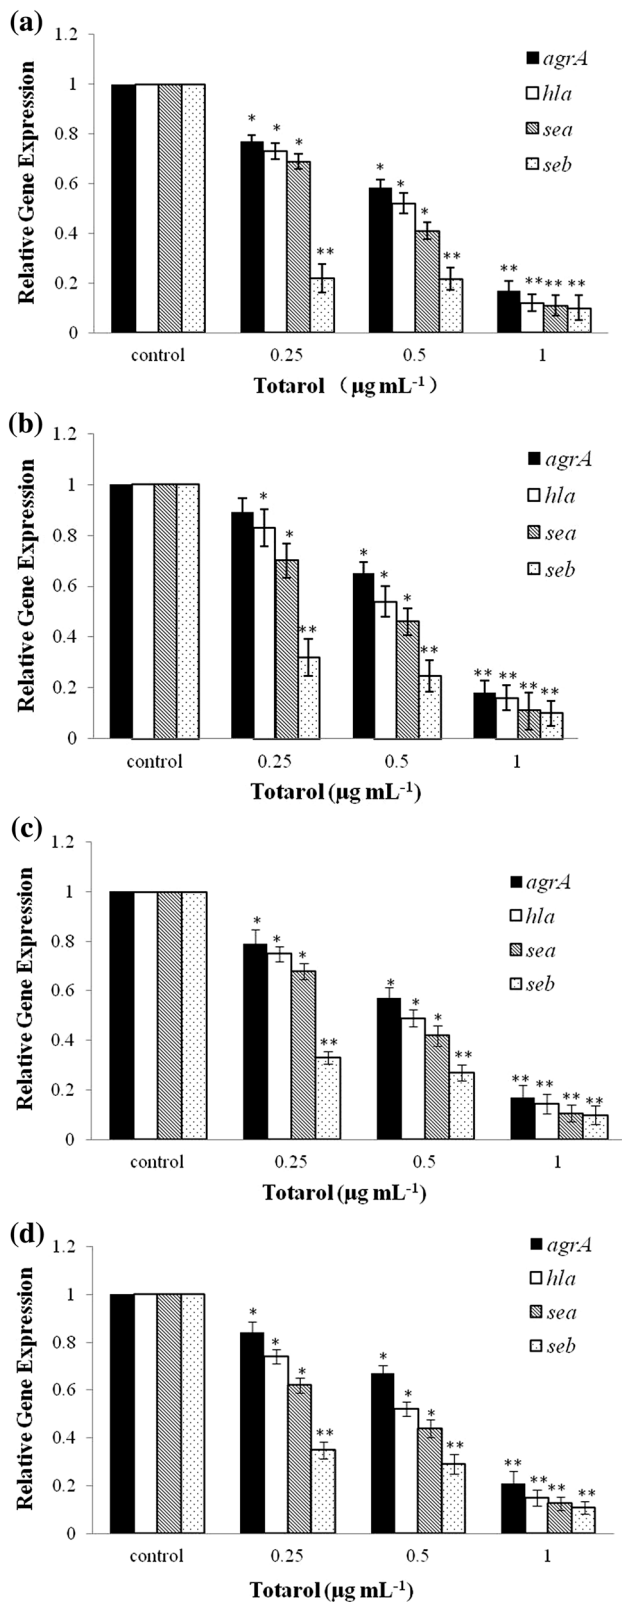 (a)
1.2
1
0.8
0.6
0.4
0.2
0
Relative Gene Expression
agrA
hla
sea
seb
* * * **
* * * **
** ** ** **
control 0.25 0.5 1
Totarol （μg mL-1）
(b)
1.2
1
0.8
0.6
0.4
0.2
0
Relative Gene Expression
agrA
hla
sea
seb
* * **
* * * **
** ** ** **
control 0.25 0.5 1
Totarol (μg mL-1)
(c)
1.2
1
0.8
0.6
0.4
0.2
0
Relative Gene Expression
agrA
hla
sea
seb
* * * **
* * * **
** ** ** **
control 0.25 0.5 1
Totarol (μg mL-1)
(d)
1.2
1
0.8
0.6
0.4
0.2
0
Relative Gene Expression
agrA
hla
sea
seb
* * * **
* * * **
** ** ** **
control 0.25 0.5 1
Totarol (μg mL-1)